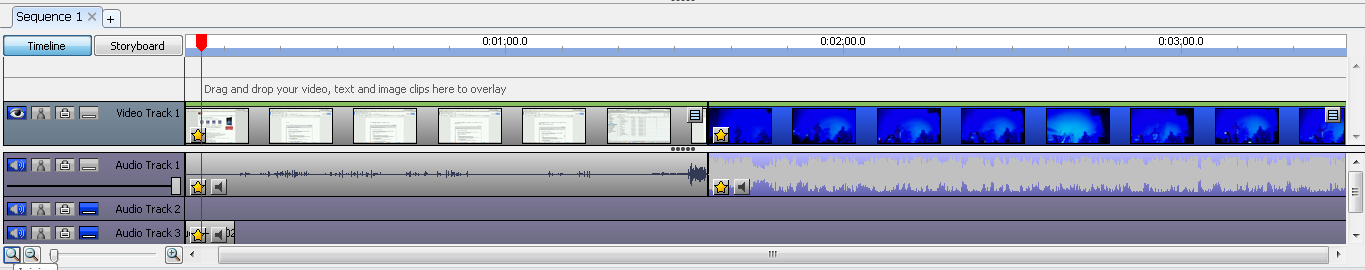 Sequence 1
Timeline Storyboard
0:01;00.0 0:02;00.0 0:03;00.0
Drag and drop your video, text and image clips here to overlay
Video Track 1
Audio Track 1
Audio Track 2
Audio Track 3